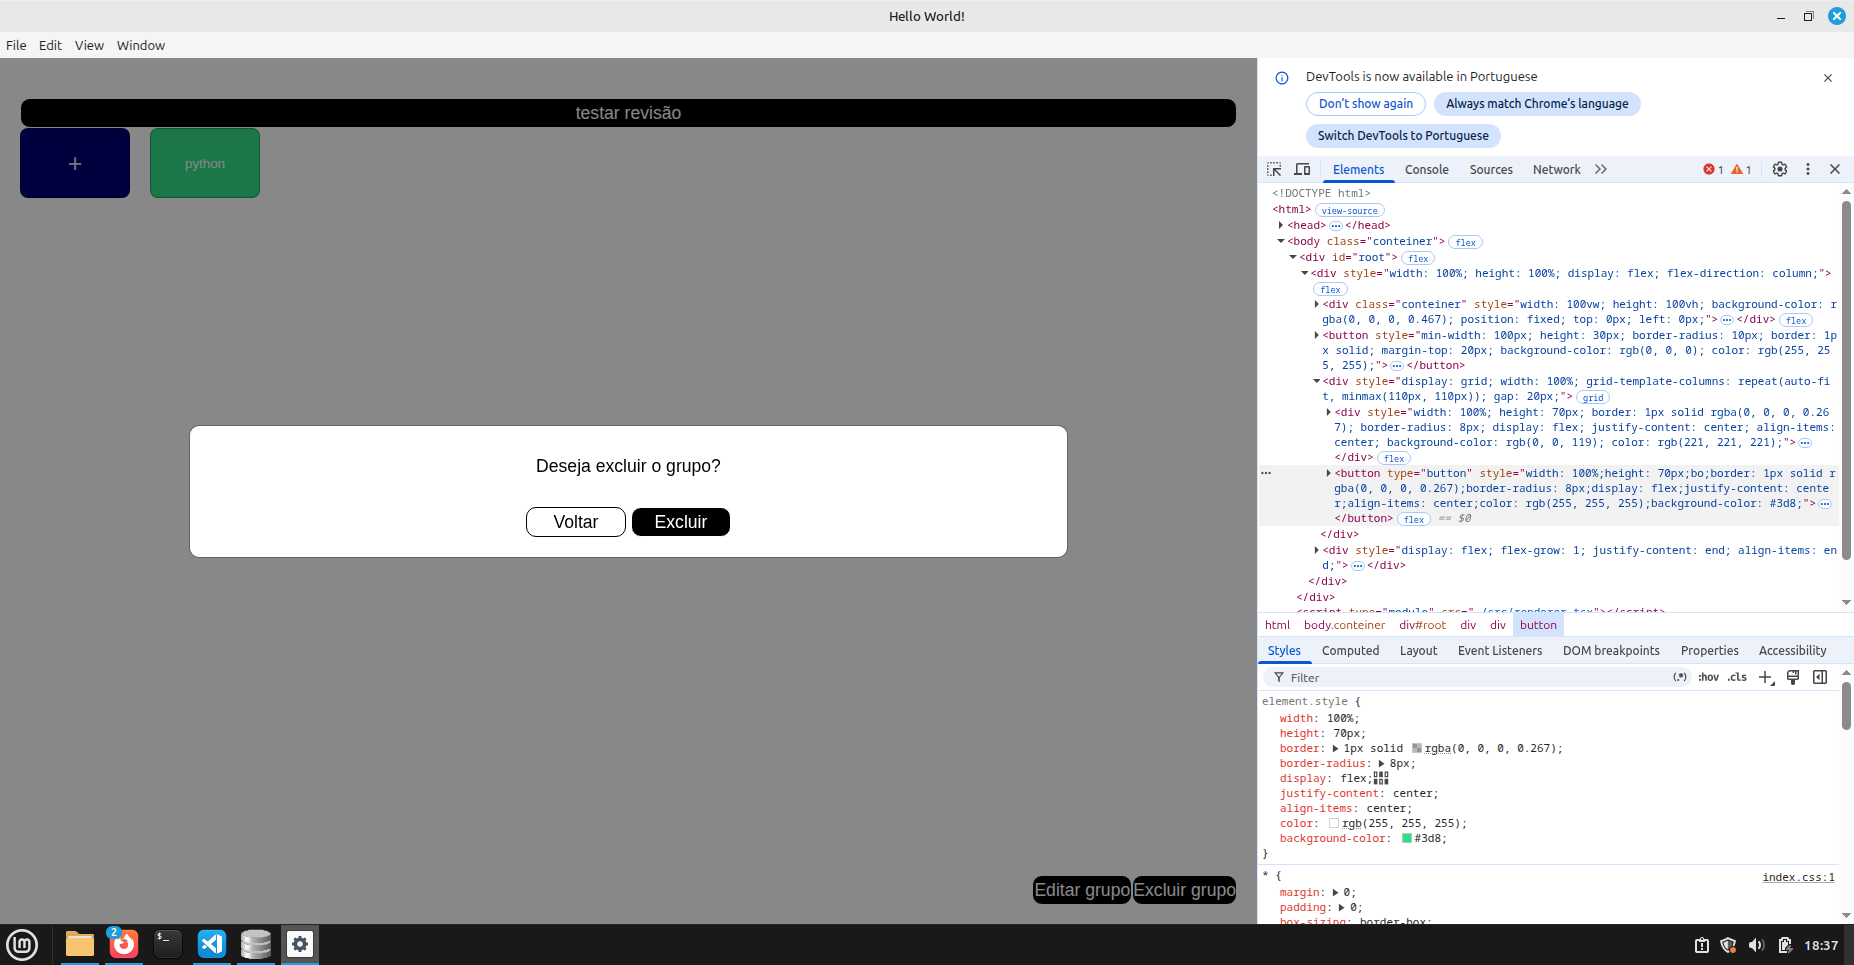 Hello World!
File Edit View Window
testar revisão
+
python
Deseja excluir o grupo?
Voltar Excluir
Editar grupo Excluir grupo
DevTools is now available in Portuguese
Don't show again Always match Chrome's language
Switch DevTools to Portuguese
Elements Console Sources Network 1 1
<!DOCTYPE html>
<html> view-source
<head> ... </head>
<body class="conteiner"> flex
<div id="root"> flex
<div style="width: 100%; height: 100%; display: flex; flex-direction: column;">
flex
<div class="conteiner" style="width: 100vw; height: 100vh; background-color: r
gba(0, 0, 0, 0.467); position: fixed; top: 0px; left: 0px;"> ... </div> flex
<button style="min-width: 100px; height: 30px; border-radius: 10px; border: 1p
x solid; margin-top: 20px; background-color: rgb(0, 0, 0); color: rgb(255, 25
5, 255);"> ... </button>
<div style="display: grid; width: 100%; grid-template-columns: repeat(auto-fi
t, minmax(110px, 110px)); gap: 20px;"> grid
<div style="width: 100%; height: 70px; border: 1px solid rgba(0, 0, 0, 0.26
7); border-radius: 8px; display: flex; justify-content: center; align-items:
center; background-color: rgb(0, 0, 119); color: rgb(221, 221, 221);"> ...
</div> flex
... <button type="button" style="width: 100%;height: 70px;bo;border: 1px solid r
gba(0, 0, 0, 0.267);border-radius: 8px;display: flex;justify-content: cente
r;align-items: center;color: rgb(255, 255, 255);background-color: #3d8;"> ...
</button> flex == $0
</div>
<div style="display: flex; flex-grow: 1; justify-content: end; align-items: en
d;"> ... </div>
</div>
</div>
<script type="module" src="./src/renderer.tsx"></script>
html body.conteiner div#root div div button
Styles Computed Layout Event Listeners DOM breakpoints Properties Accessibility
Filter (.*) :hov .cls
element.style {
width: 100%;
height: 70px;
border: 1px solid rgba(0, 0, 0, 0.267);
border-radius: 8px;
display: flex;
justify-content: center;
align-items: center;
color: rgb(255, 255, 255);
background-color: #3d8;
}
* { index.css:1
margin: 0;
padding: 0;
box-sizing: border-box;
2 18:37